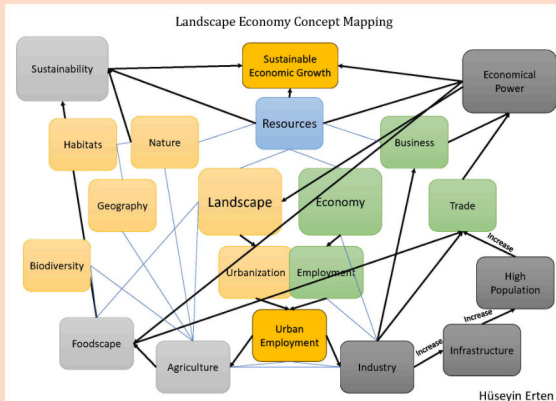 Landscape Economy Concept Mapping
Sustainability
Sustainable
Economic Growth
Economical
Power
Resources
Habitats
Nature
Business
Landscape
Economy
Geography
Trade
Biodiversity
Urbanization
Employment
Increase
High
Population
Foodscape
Agriculture
Urban
Employment
Industry
Increase
Infrastructure
Increase
Hüseyin Erten